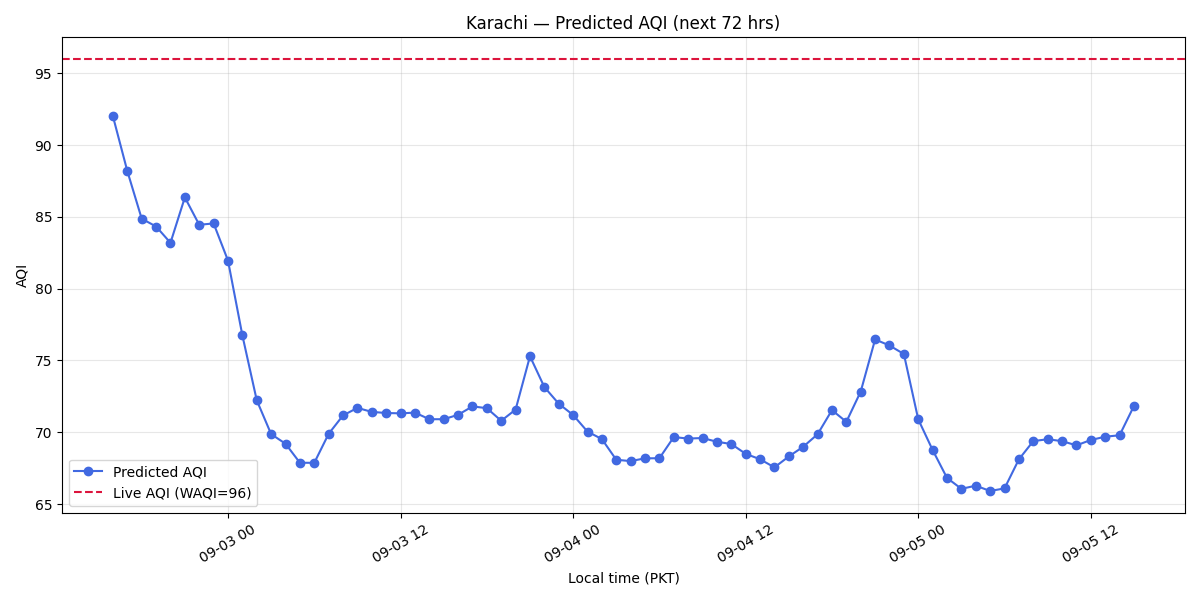 Karachi — Predicted AQI (next 72 hrs)
95
90
85
80
75
70
65
AQI
Predicted AQI
Live AQI (WAQI=96)
09-03 00
09-03 12
09-04 00
09-04 12
09-05 00
09-05 12
Local time (PKT)